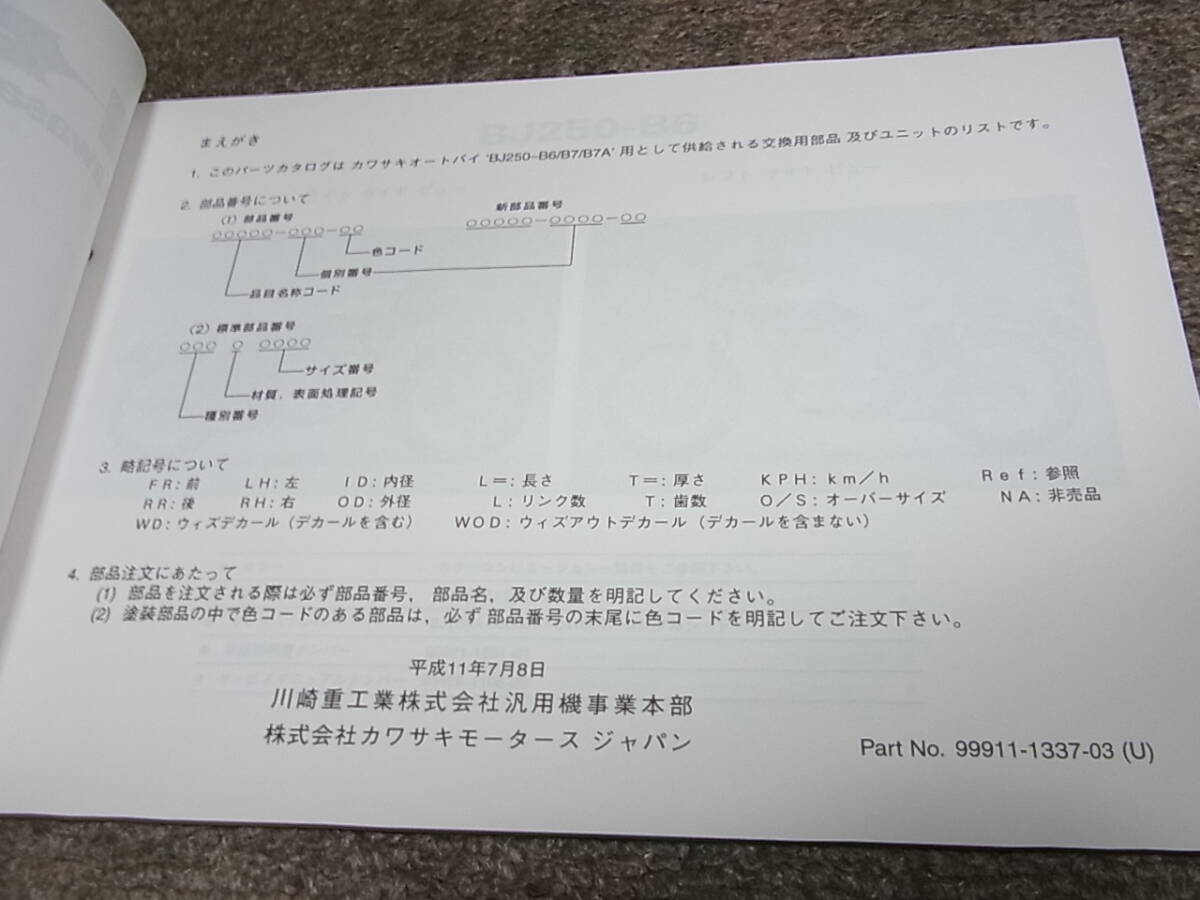 まえがき
1. このパーツカタログは カワサキオートバイ 'BJ250-B6/B7/B7A' 用として供給される交換用部品 及びユニットのリストです。
2. 部品番号について
(1) 部品番号
新部品番号
○○○○○-○○○-○○
○○○○○-○○○○-○○
色コード
個別番号
品目名称コード
(2) 標準部品番号
○○○ ○ ○○○○
サイズ番号
材質, 表面処理記号
種別番号
3. 略記号について
FR:前 LH:左 ID:内径 L=:長さ T=:厚さ KPH:km/h Ref:参照
RR:後 RH:右 OD:外径 L:リンク数 T:歯数 O/S:オーバーサイズ NA:非売品
WD:ウィズデカール (デカールを含む) WOD:ウィズアウトデカール (デカールを含まない)
4. 部品注文にあたって
(1) 部品を注文される際は必ず部品番号, 部品名, 及び数量を明記してください。
(2) 塗装部品の中で色コードのある部品は, 必ず 部品番号の末尾に色コードを明記してご注文下さい。
平成11年7月8日
川崎重工業株式会社汎用機事業本部
株式会社カワサキモータース ジャパン
Part No. 99911-1337-03 (U)
BJ250-B6